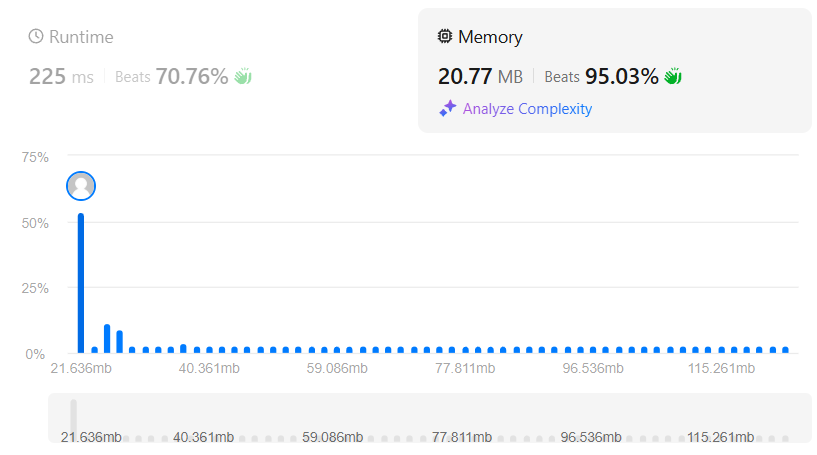 Runtime
225 ms Beats 70.76%
Memory
20.77 MB Beats 95.03%
Analyze Complexity
75%
50%
25%
0%
21.636mb 40.361mb 59.086mb 77.811mb 96.536mb 115.261mb
21.636mb 40.361mb 59.086mb 77.811mb 96.536mb 115.261mb